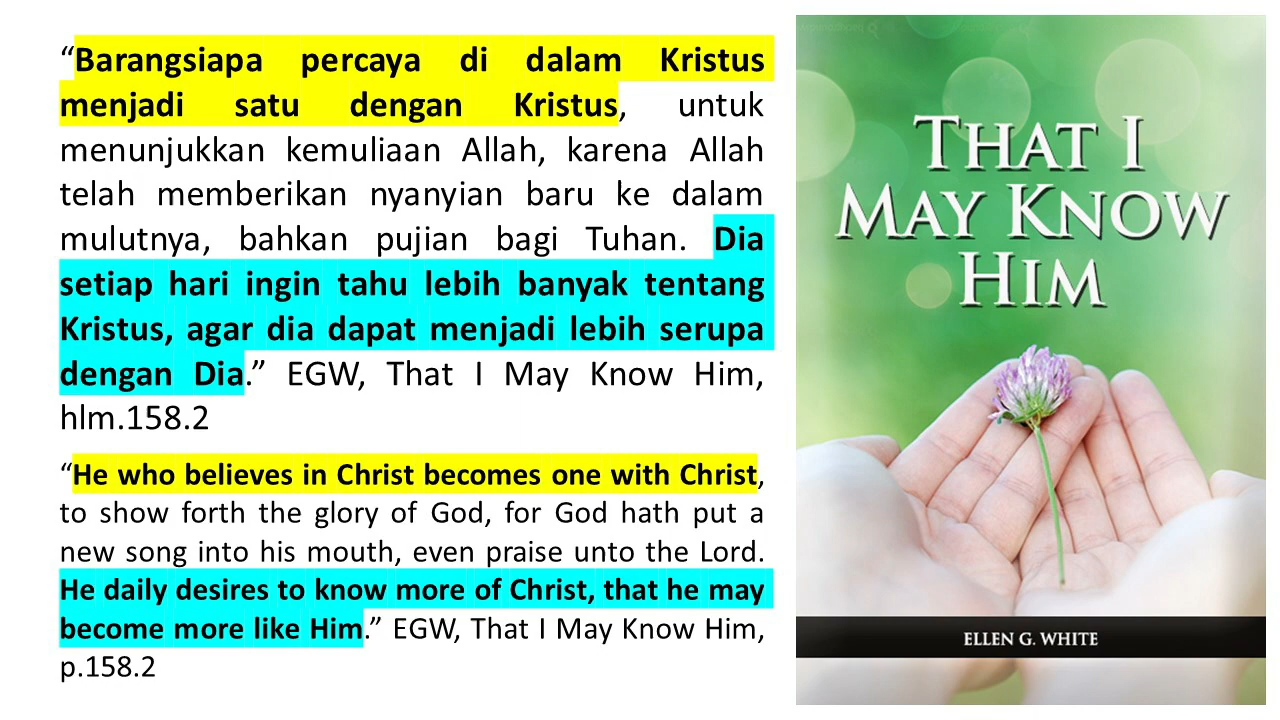 “Barangsiapa percaya di dalam Kristus
menjadi satu dengan Kristus, untuk
menunjukkan kemuliaan Allah, karena Allah
telah memberikan nyanyian baru ke dalam
mulutnya, bahkan pujian bagi Tuhan. Dia
setiap hari ingin tahu lebih banyak tentang
Kristus, agar dia dapat menjadi lebih serupa
dengan Dia.” EGW, That I May Know Him,
hlm.158.2
“He who believes in Christ becomes one with Christ,
to show forth the glory of God, for God hath put a
new song into his mouth, even praise unto the Lord.
He daily desires to know more of Christ, that he may
become more like Him.” EGW, That I May Know Him,
p.158.2
THAT I
MAY KNOW
HIM
ELLEN G. WHITE